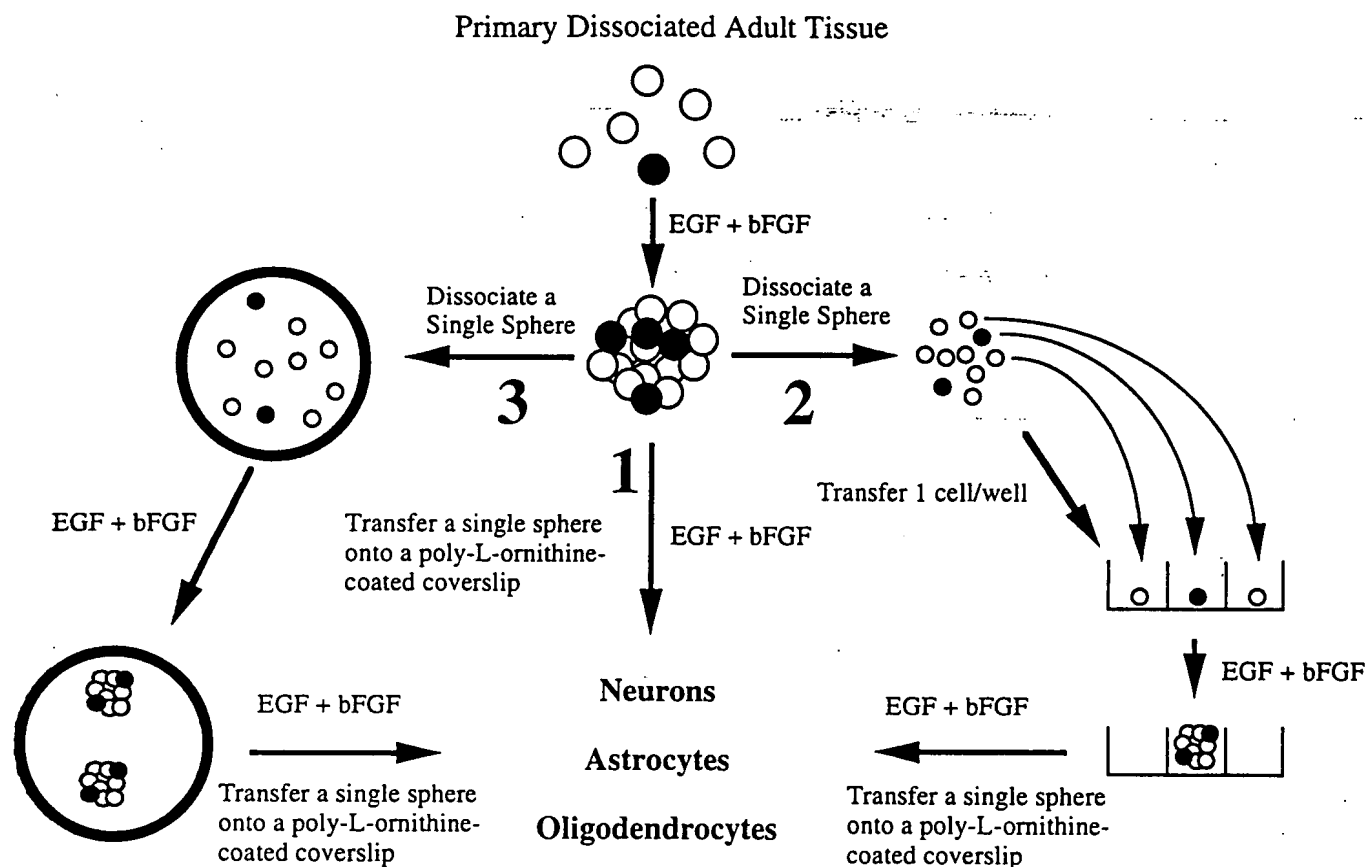 Primary Dissociated Adult Tissue
EGF + bFGF
Dissociate a
Single Sphere
3
Dissociate a
Single Sphere
2
1
EGF + bFGF
Transfer a single sphere
onto a poly-L-ornithine-
coated coverslip
EGF + bFGF
Transfer 1 cell/well
EGF + bFGF
EGF + bFGF
Transfer a single sphere
onto a poly-L-ornithine-
coated coverslip
Neurons
Astrocytes
Oligodendrocytes
EGF + bFGF
Transfer a single sphere
onto a poly-L-ornithine-
coated coverslip